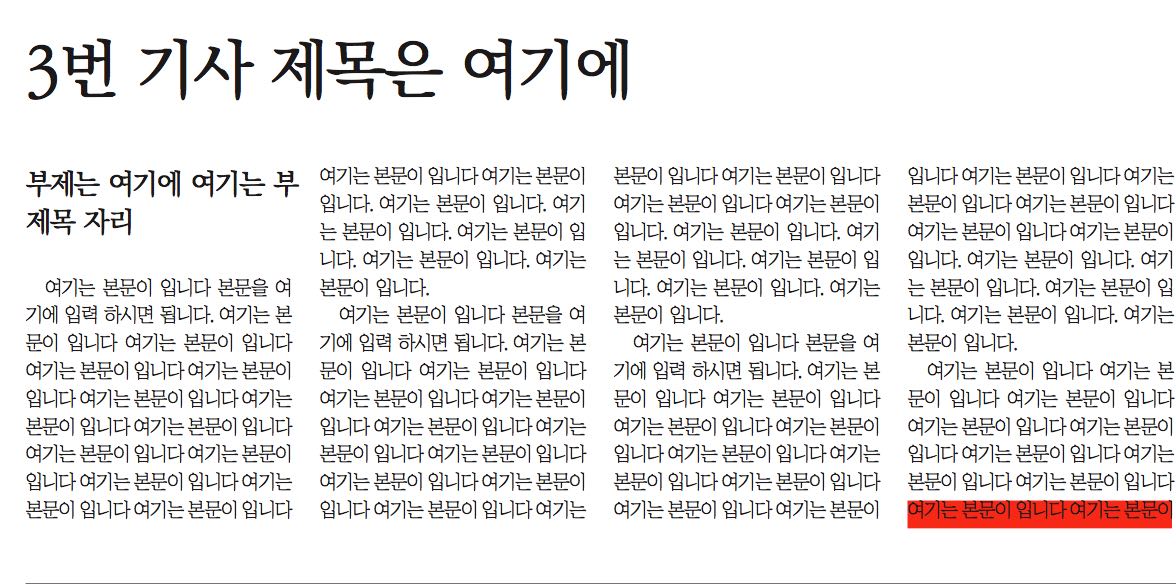 3번 기사 제목은 여기에
부제는 여기에 여기는 부
제목 자리
여기는 본문이 입니다 본문을 여
기에 입력 하시면 됩니다. 여기는 본
문이 입니다 여기는 본문이 입니다
여기는 본문이 입니다 여기는 본문이
입니다 여기는 본문이 입니다 여기는
본문이 입니다 여기는 본문이 입니다
여기는 본문이 입니다 여기는 본문이
입니다 여기는 본문이 입니다 여기는
본문이 입니다 여기는 본문이 입니다
여기는 본문이 입니다 여기는 본문이
입니다. 여기는 본문이 입니다. 여기
는 본문이 입니다. 여기는 본문이 입
니다. 여기는 본문이 입니다. 여기는
본문이 입니다.
여기는 본문이 입니다 본문을 여
기에 입력 하시면 됩니다. 여기는 본
문이 입니다 여기는 본문이 입니다
여기는 본문이 입니다 여기는 본문이
입니다 여기는 본문이 입니다 여기는
본문이 입니다 여기는 본문이 입니다
여기는 본문이 입니다 여기는 본문이
입니다 여기는 본문이 입니다 여기는
본문이 입니다 여기는 본문이 입니다
여기는 본문이 입니다 여기는 본문이
입니다. 여기는 본문이 입니다. 여기
는 본문이 입니다. 여기는 본문이 입
니다. 여기는 본문이 입니다. 여기는
본문이 입니다.
여기는 본문이 입니다 본문을 여
기에 입력 하시면 됩니다. 여기는 본
문이 입니다 여기는 본문이 입니다
여기는 본문이 입니다 여기는 본문이
입니다 여기는 본문이 입니다 여기는
본문이 입니다 여기는 본문이 입니다
여기는 본문이 입니다 여기는 본문이
입니다 여기는 본문이 입니다 여기는
본문이 입니다 여기는 본문이 입니다
여기는 본문이 입니다 여기는 본문이
입니다. 여기는 본문이 입니다. 여기
는 본문이 입니다. 여기는 본문이 입
니다. 여기는 본문이 입니다. 여기는
본문이 입니다.
여기는 본문이 입니다 여기는 본
문이 입니다 여기는 본문이 입니다
여기는 본문이 입니다 여기는 본문이
입니다 여기는 본문이 입니다 여기는
본문이 입니다 여기는 본문이 입니다
여기는 본문이 입니다 여기는 본문이